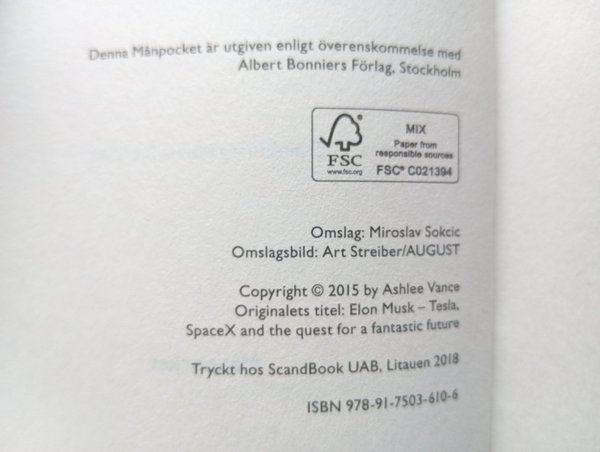 Denna Månpocket är utgiven enligt överenskommelse med
Albert Bonniers Förlag, Stockholm
FSC
www.fsc.org
MIX
Paper from
responsible sources
FSC® C021394
Omslag: Miroslav Sokcic
Omslagsbild: Art Streiber/AUGUST
Copyright © 2015 by Ashlee Vance
Originalets titel: Elon Musk – Tesla,
SpaceX and the quest for a fantastic future
Tryckt hos ScandBook UAB, Litauen 2018
ISBN 978-91-7503-610-6